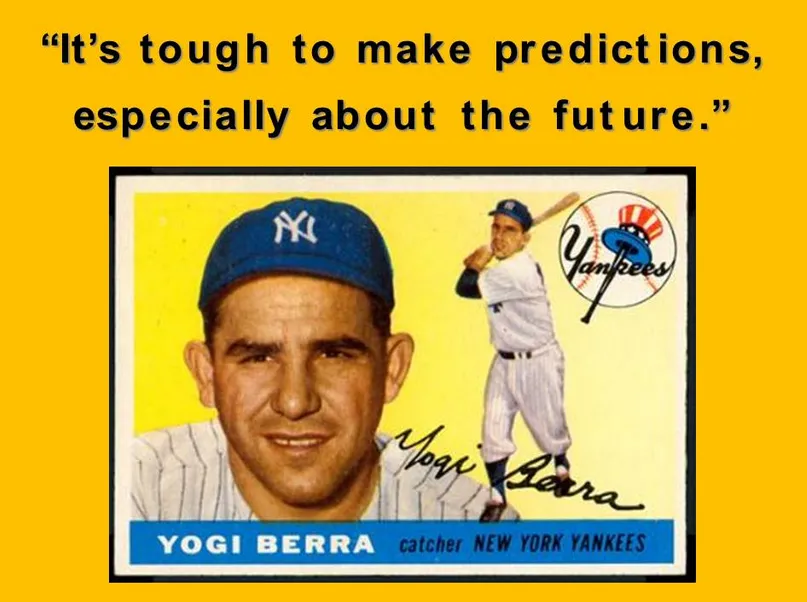 “It’s tough to make predictions,
especially about the future.”
NY
Yankees
Yogi Berra
YOGI BERRA catcher NEW YORK YANKEES